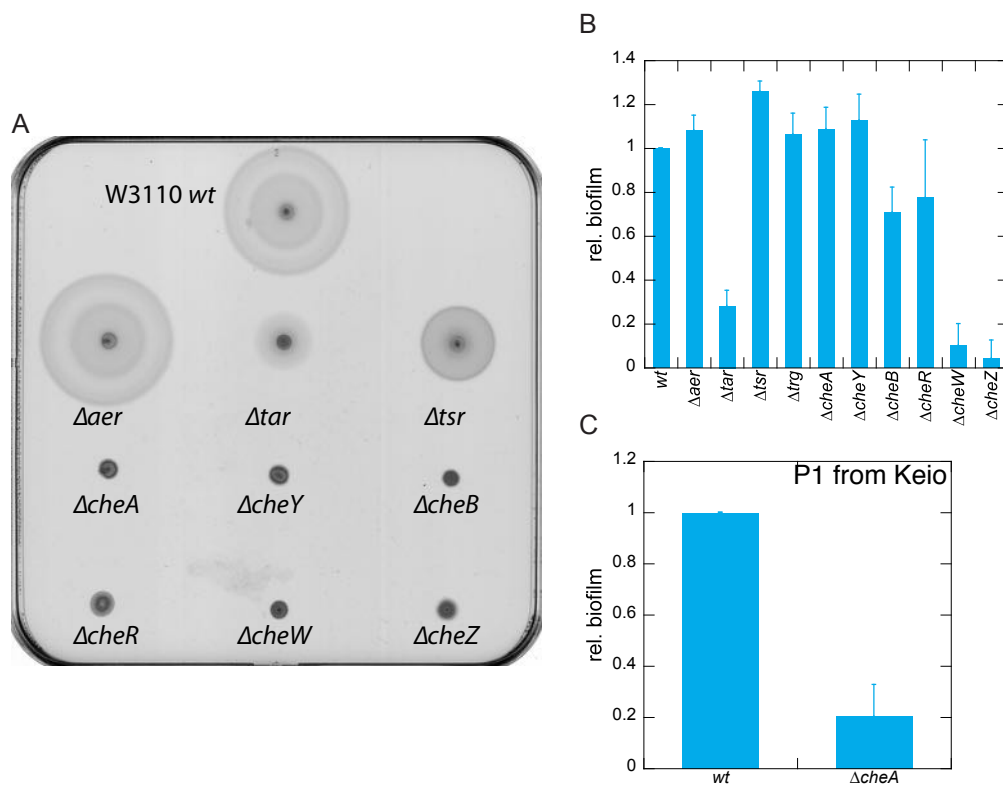 A
W3110 wt
Δaer Δtar Δtsr
ΔcheA ΔcheY ΔcheB
ΔcheR ΔcheW ΔcheZ
B
rel. biofilm
1.4
1.2
1
0.8
0.6
0.4
0.2
0
wt Δaer Δtar Δtsr Δtrg ΔcheA ΔcheY ΔcheB ΔcheR ΔcheW ΔcheZ
C
P1 from Keio
rel. biofilm
1.2
1
0.8
0.6
0.4
0.2
0
wt ΔcheA